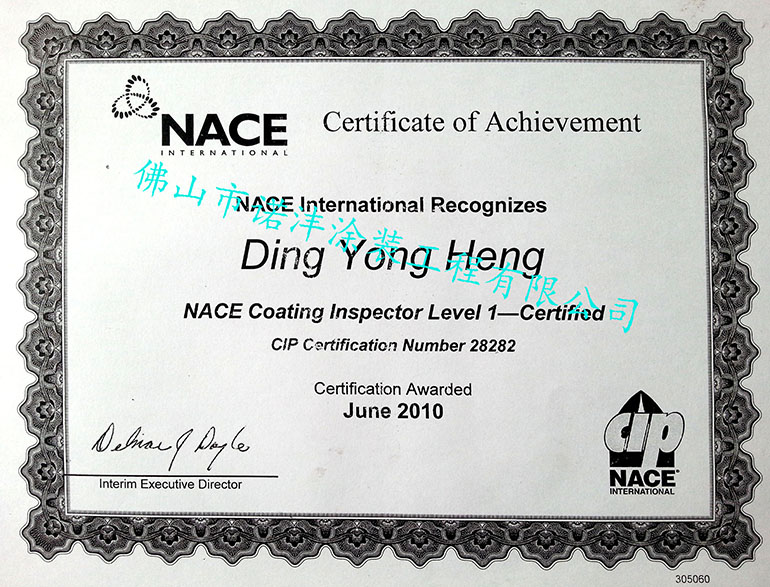 NACE
INTERNATIONAL
Certificate of Achievement
佛山市诺沣涂装工程有限公司
NACE International Recognizes
Ding Yong Heng
NACE Coating Inspector Level 1—Certified
CIP Certification Number 28282
Certification Awarded
June 2010
Interim Executive Director
cip
NACE®
INTERNATIONAL
305060